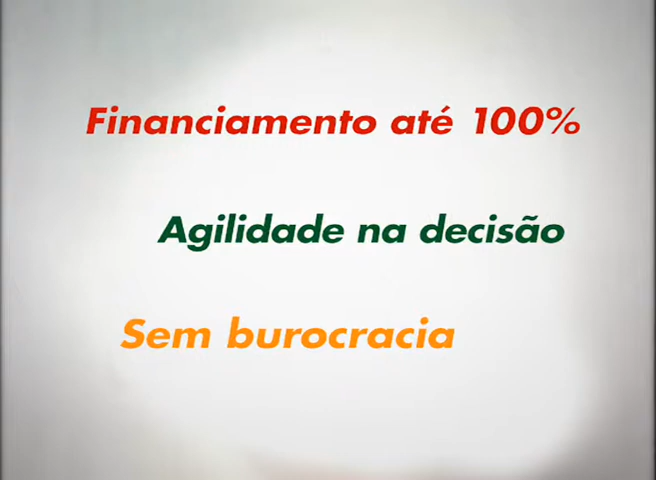 Financiamento até 100%
Agilidade na decisão
Sem burocracia